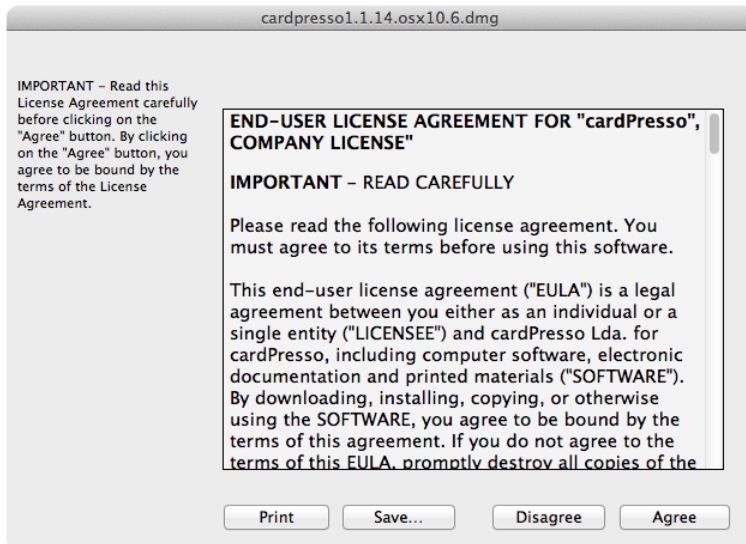 cardpresso1.1.14.osx10.6.dmg
IMPORTANT – Read this
License Agreement carefully
before clicking on the
"Agree" button. By clicking
on the "Agree" button, you
agree to be bound by the
terms of the License
Agreement.
END-USER LICENSE AGREEMENT FOR "cardPresso",
COMPANY LICENSE"
IMPORTANT – READ CAREFULLY
Please read the following license agreement. You
must agree to its terms before using this software.
This end-user license agreement ("EULA") is a legal
agreement between you either as an individual or a
single entity ("LICENSEE") and cardPresso Lda. for
cardPresso, including computer software, electronic
documentation and printed materials ("SOFTWARE").
By downloading, installing, copying, or otherwise
using the SOFTWARE, you agree to be bound by the
terms of this agreement. If you do not agree to the
terms of this EULA, promptly destroy all copies of the
Print Save... Disagree Agree